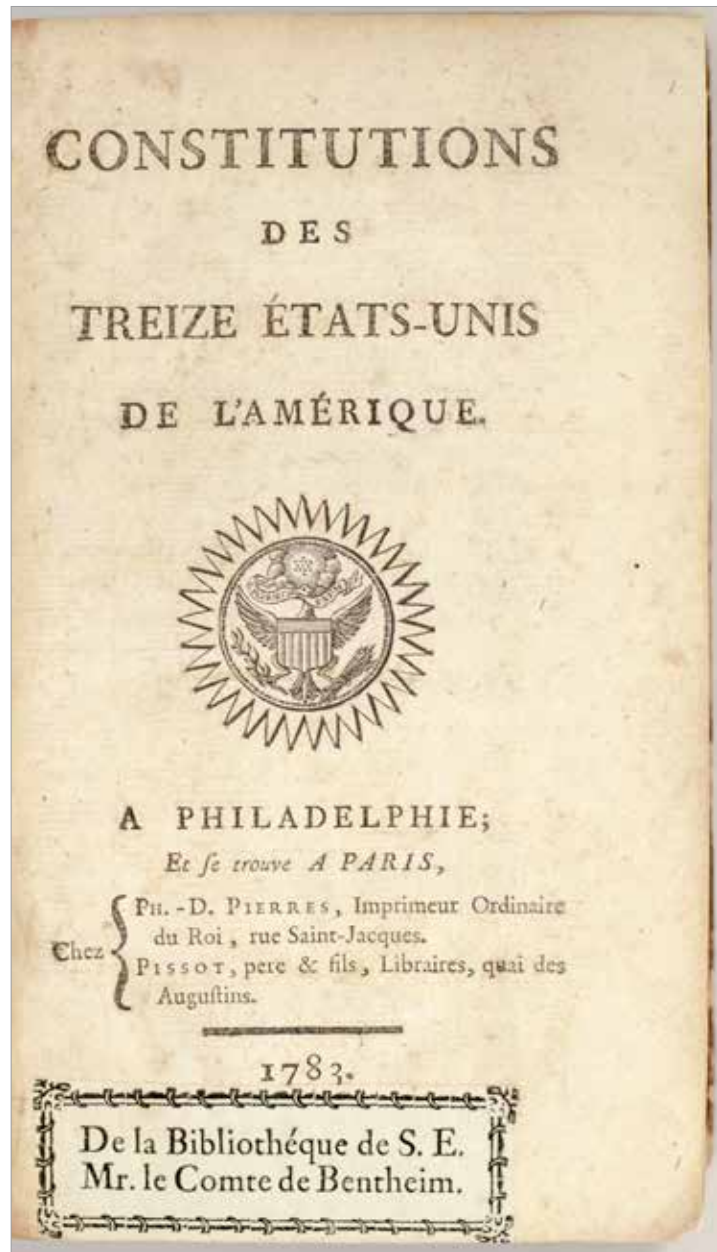 CONSTITUTIONS
DES
TREIZE ÉTATS-UNIS
DE L'AMÉRIQUE.
A PHILADELPHIE;
Et ſe trouve A PARIS,
Chez
PH.-D. PIERRES, Imprimeur Ordinaire
du Roi, rue Saint-Jacques.
PISSOT, pere & fils, Libraires, quai des
Auguſtins.
1783.
De la Bibliothéque de S. E.
Mr. le Comte de Bentheim.